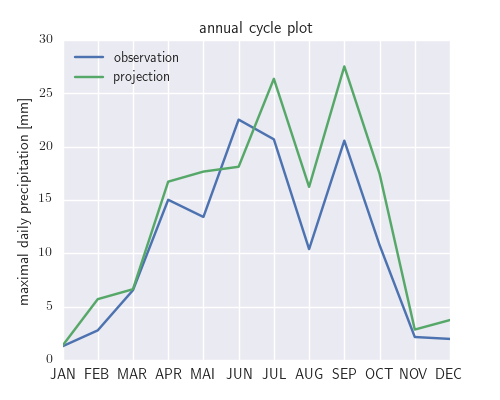 annual cycle plot
observation
projection
maximal daily precipitation [mm]
30
25
20
15
10
5
0
JAN FEB MAR APR MAI JUN JUL AUG SEP OCT NOV DEC